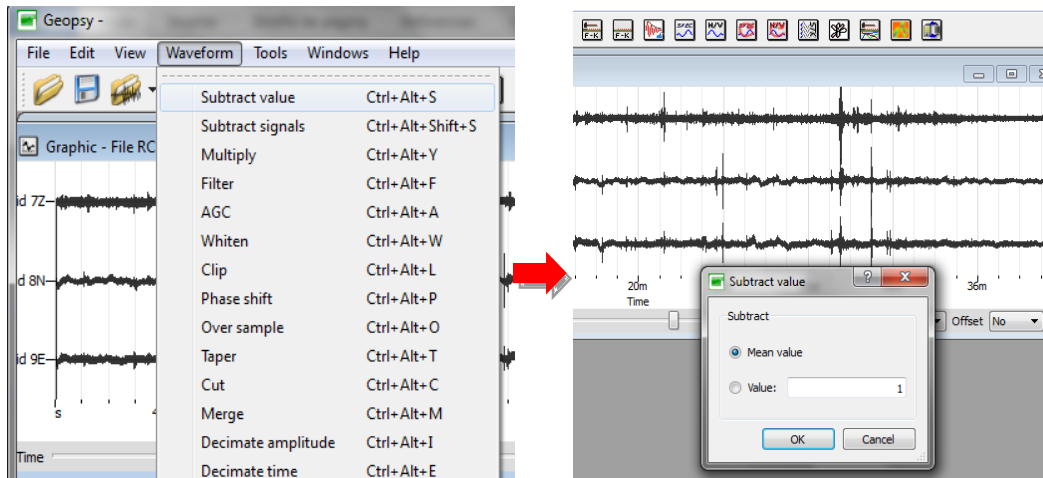 Geopsy -
File Edit View Waveform Tools Windows Help
Subtract value Ctrl+Alt+S
Subtract signals Ctrl+Alt+Shift+S
Multiply Ctrl+Alt+Y
Filter Ctrl+Alt+F
AGC Ctrl+Alt+A
Whiten Ctrl+Alt+W
Clip Ctrl+Alt+L
Phase shift Ctrl+Alt+P
Over sample Ctrl+Alt+O
Taper Ctrl+Alt+T
Cut Ctrl+Alt+C
Merge Ctrl+Alt+M
Decimate amplitude Ctrl+Alt+I
Decimate time Ctrl+Alt+E
Graphic - File RC
id 7Z
d 8N
id 9E
s 4
Time
F-K F-K SPEC H/V
20m 36m
Time
Offset No
Subtract value
Subtract
Mean value
Value: 1
OK Cancel